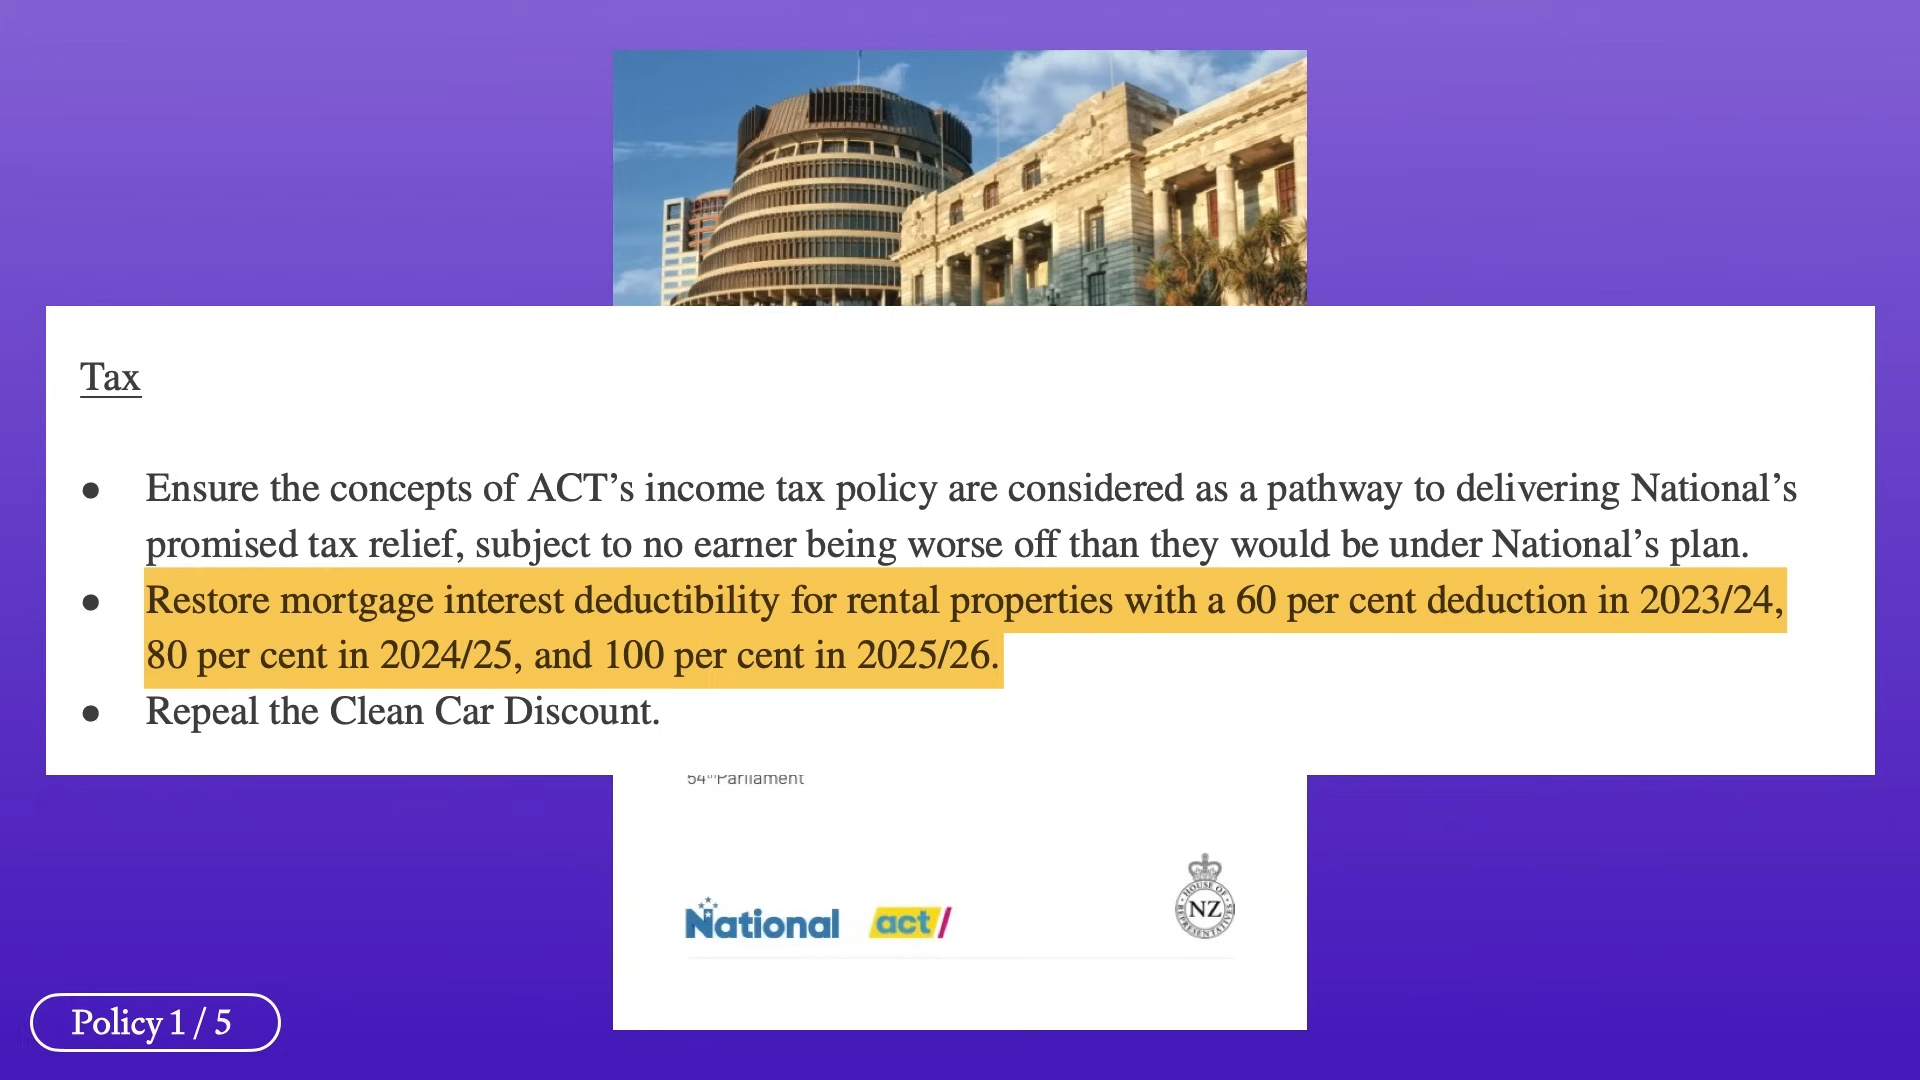 Tax
● Ensure the concepts of ACT’s income tax policy are considered as a pathway to delivering National’s
promised tax relief, subject to no earner being worse off than they would be under National’s plan.
● Restore mortgage interest deductibility for rental properties with a 60 per cent deduction in 2023/24,
80 per cent in 2024/25, and 100 per cent in 2025/26.
● Repeal the Clean Car Discount.
54th Parliament
National act/
HOUSE OF
NZ
REPRESENTATIVES
Policy 1 / 5